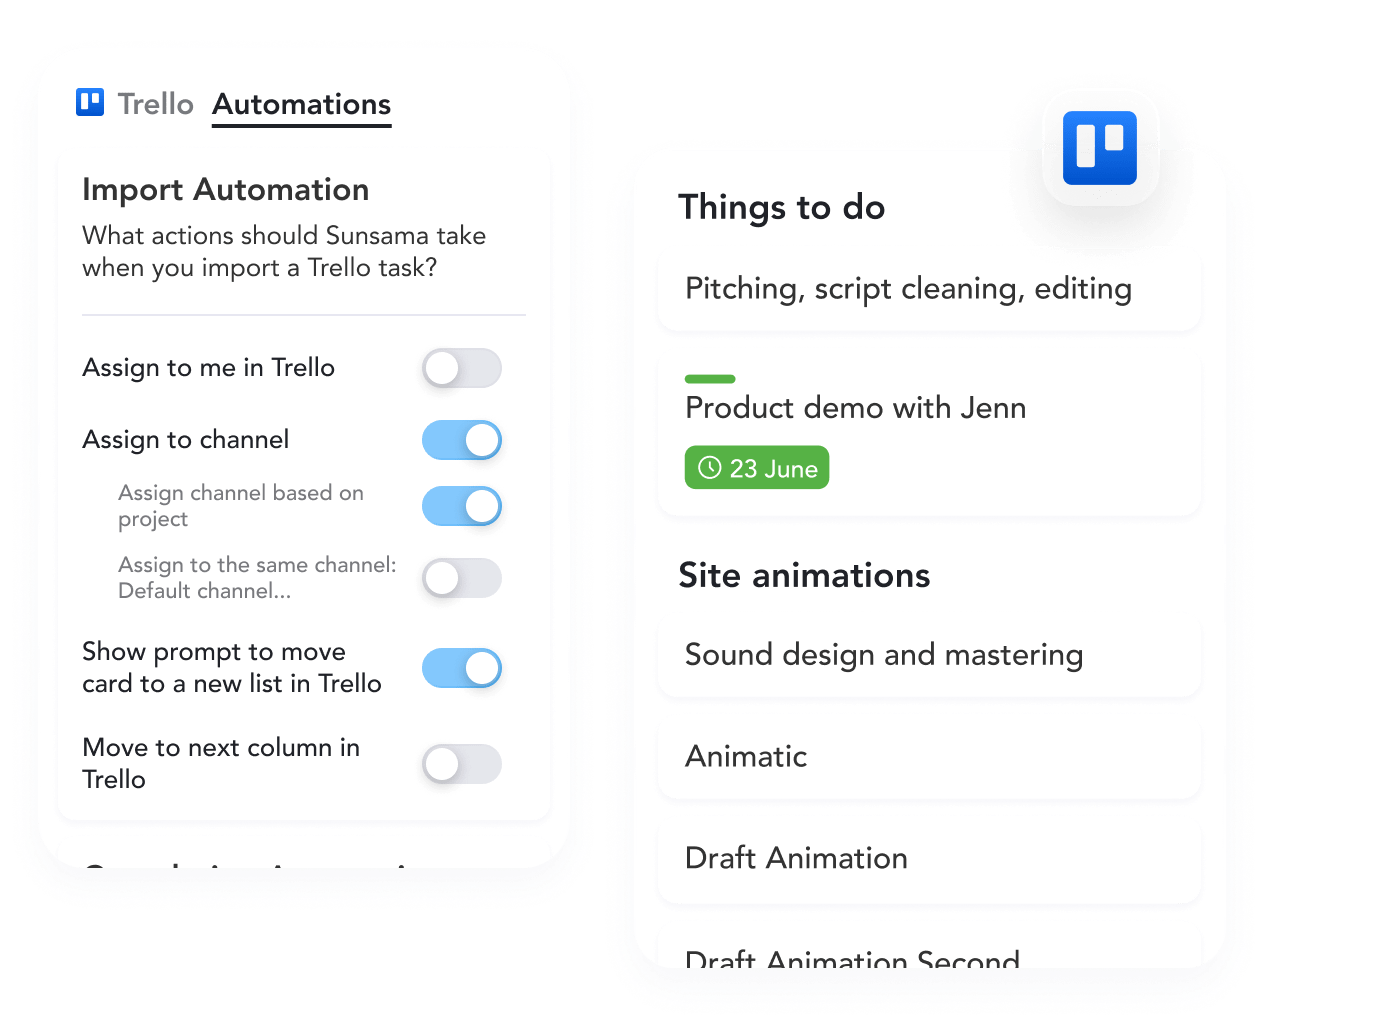 Trello Automations
Import Automation
What actions should Sunsama take
when you import a Trello task?
Assign to me in Trello
Assign to channel
Assign channel based on
project
Assign to the same channel:
Default channel...
Show prompt to move
card to a new list in Trello
Move to next column in
Trello
Things to do
Pitching, script cleaning, editing
Product demo with Jenn
23 June
Site animations
Sound design and mastering
Animatic
Draft Animation
Draft Animation Second